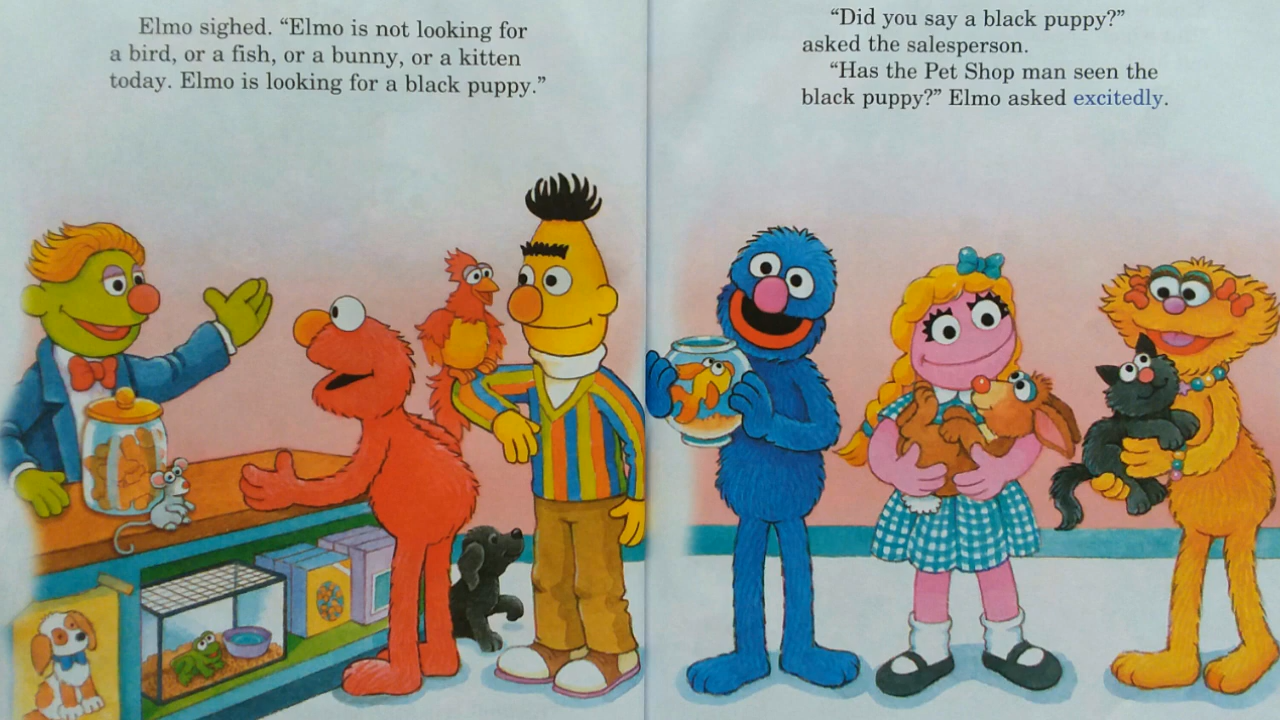 Elmo sighed. “Elmo is not looking for
a bird, or a fish, or a bunny, or a kitten
today. Elmo is looking for a black puppy.”
“Did you say a black puppy?”
asked the salesperson.
“Has the Pet Shop man seen the
black puppy?” Elmo asked excitedly.